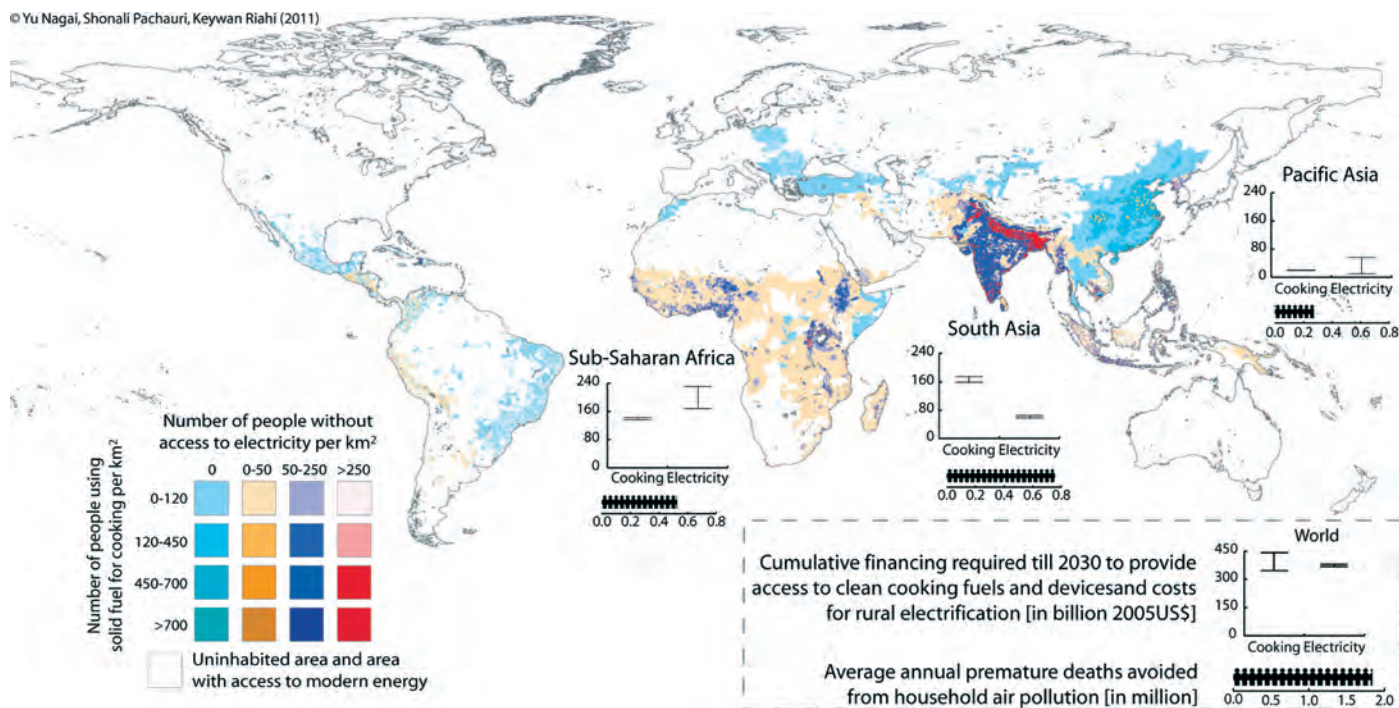 © Yu Nagai, Shonali Pachauri, Keywan Riahi (2011)
Pacific Asia
240
160
80
0
Cooking Electricity
0.0 0.2 0.4 0.6 0.8
South Asia
240
160
80
0
Cooking Electricity
0.0 0.2 0.4 0.6 0.8
Sub-Saharan Africa
240
160
80
0
Cooking Electricity
0.0 0.2 0.4 0.6 0.8
Number of people without
access to electricity per km²
0 0-50 50-250 >250
Number of people using
solid fuel for cooking per km²
0-120
120-450
450-700
>700
Uninhabited area and area
with access to modern energy
World
Cumulative financing required till 2030 to provide
access to clean cooking fuels and devicesand costs
for rural electrification [in billion 2005US$]
450
300
150
0
Cooking Electricity
Average annual premature deaths avoided
from household air pollution [in million]
0.0 0.5 1.0 1.5 2.0